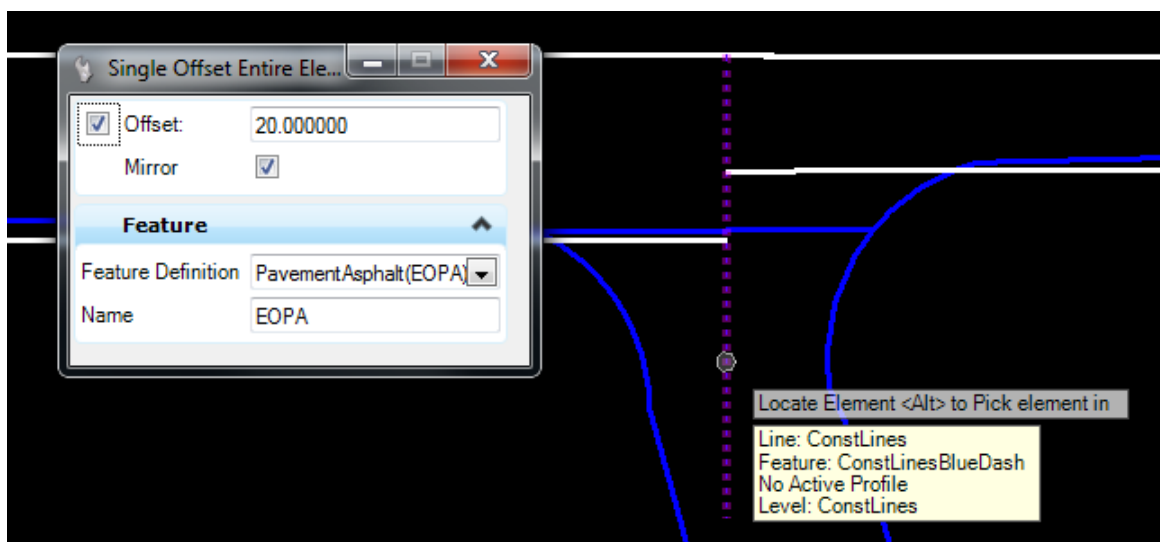 Single Offset Entire Ele...
Offset: 20.000000
Mirror
Feature
Feature Definition PavementAsphalt(EOPA)
Name EOPA
Locate Element <Alt> to Pick element in
Line: ConstLines
Feature: ConstLinesBlueDash
No Active Profile
Level: ConstLines